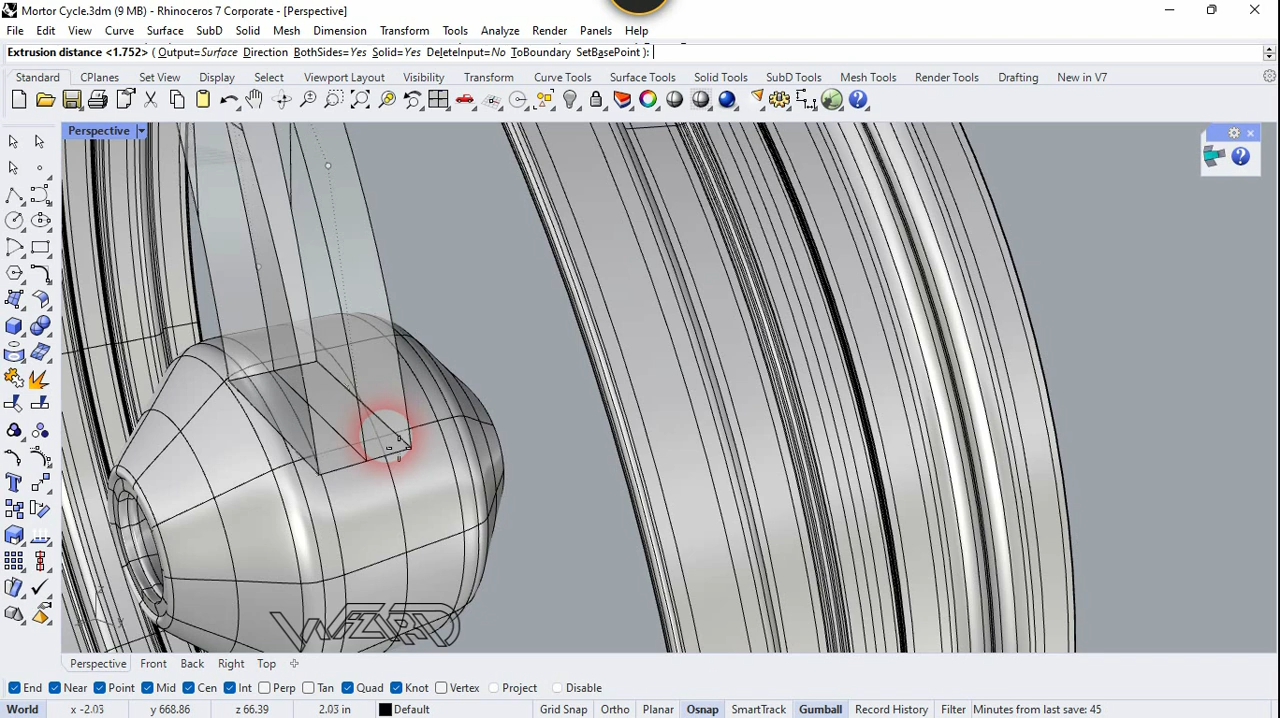 Mortor Cycle.3dm (9 MB) - Rhinoceros 7 Corporate - [Perspective]
File Edit View Curve Surface SubD Solid Mesh Dimension Transform Tools Analyze Render Panels Help
Extrusion distance <1.752> ( Output=Surface Direction BothSides=Yes Solid=Yes DeleteInput=No ToBoundary SetBasePoint ):
Standard CPlanes Set View Display Select Viewport Layout Visibility Transform Curve Tools Surface Tools Solid Tools SubD Tools Mesh Tools Render Tools Drafting New in V7
Perspective
WIZARD
Perspective Front Back Right Top
End Near Point Mid Cen Int Perp Tan Quad Knot Vertex Project Disable
World x -2.03 y 668.86 z 66.39 2.03 in Default Grid Snap Ortho Planar Osnap SmartTrack Gumball Record History Filter Minutes from last save: 45